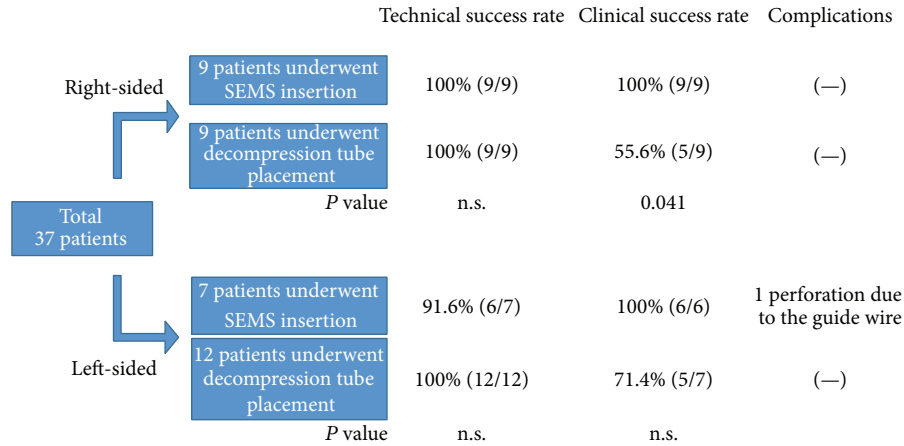 Technical success rate Clinical success rate Complications
Right-sided
9 patients underwent
SEMS insertion
100% (9/9) 100% (9/9) (—)
9 patients underwent
decompression tube
placement
100% (9/9) 55.6% (5/9) (—)
P value n.s. 0.041
Total
37 patients
7 patients underwent
SEMS insertion
91.6% (6/7) 100% (6/6) 1 perforation due
to the guide wire
Left-sided
12 patients underwent
decompression tube
placement
100% (12/12) 71.4% (5/7) (—)
P value n.s. n.s.